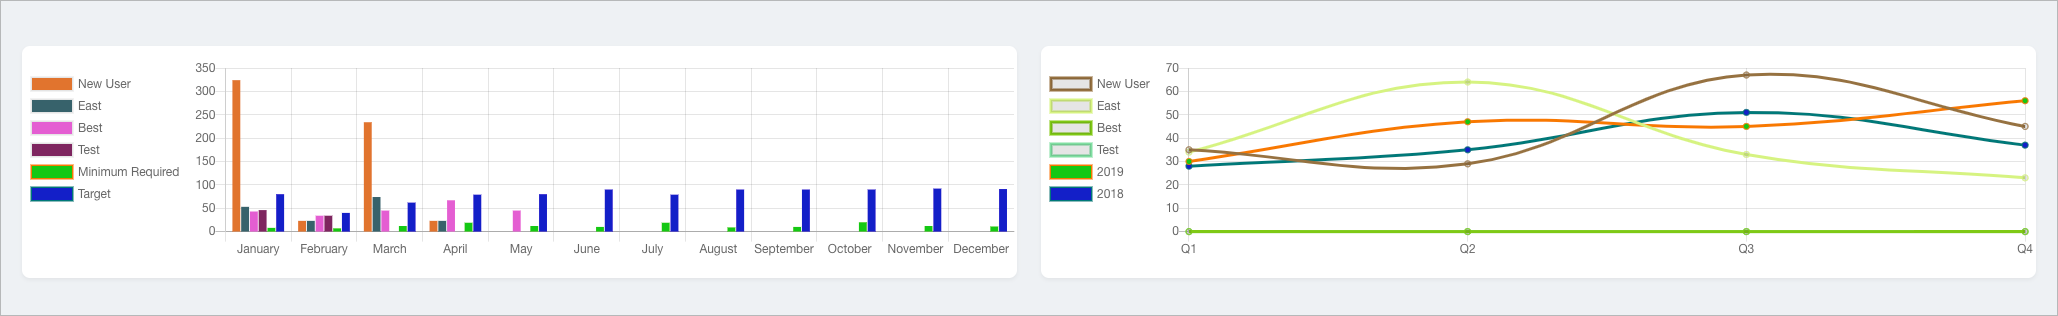 New User
East
Best
Test
Minimum Required
Target
350
300
250
200
150
100
50
0
January February March April May June July August September October November December
New User
East
Best
Test
2019
2018
70
60
50
40
30
20
10
0
Q1 Q2 Q3 Q4